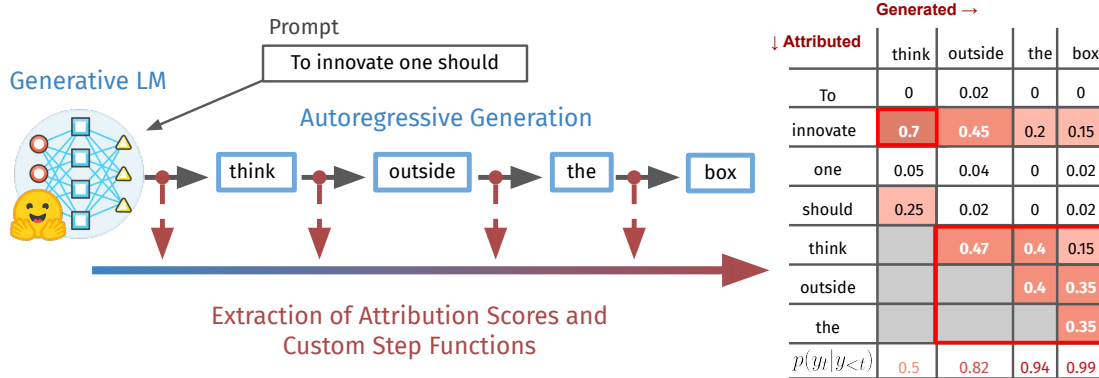 Prompt
To innovate one should
Generative LM
Autoregressive Generation
think
outside
the
box
Extraction of Attribution Scores and
Custom Step Functions
Generated →
↓ Attributed
think outside the box
To 0 0.02 0 0
innovate 0.7 0.45 0.2 0.15
one 0.05 0.04 0 0.02
should 0.25 0.02 0 0.02
think 0.47 0.4 0.15
outside 0.4 0.35
the 0.35
p(y_t|y_{<t}) 0.5 0.82 0.94 0.99